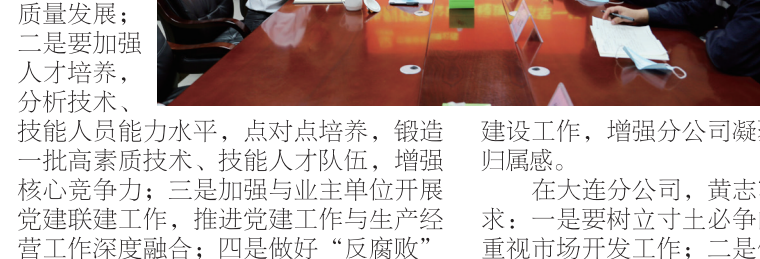 质量发展；
二是要加强
人才培养，
分析技术、
技能人员能力水平，点对点培养，锻造
一批高素质技术、技能人才队伍，增强
核心竞争力；三是加强与业主单位开展
党建联建工作，推进党建工作与生产经
营工作深度融合；四是做好“反腐败”
建设工作，增强分公司凝
归属感。
在大连分公司，黄志
求：一是要树立寸土必争
重视市场开发工作；二是